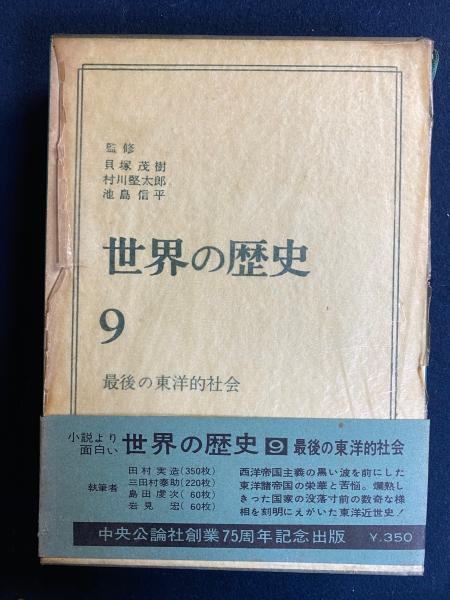 監修
貝塚茂樹
村川堅太郎
池島信平
世界の歴史
9
最後の東洋的社会
小説より
面白い
世界の歴史 9 最後の東洋的社会
執筆者
田村実造(350枚)
三田村泰助(220枚)
島田虔次(60枚)
岩見 宏(60枚)
西洋帝国主義の黒い波を前にした
東洋諸帝国の栄華と苦悩。爛熟し
きった国家の没落寸前の数奇な様
相を刻明にえがいた東洋近世史!
中央公論社創業75周年記念出版 ¥.350